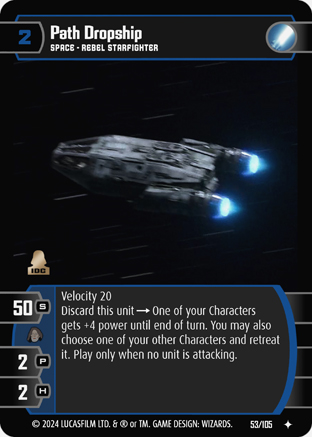 2
Path Dropship
SPACE • REBEL STARFIGHTER
IDC
50 S
2 P
2 H
Velocity 20
Discard this unit → One of your Characters
gets +4 power until end of turn. You may also
choose one of your other Characters and retreat
it. Play only when no unit is attacking.
© 2024 LUCASFILM LTD. & ® or TM. GAME DESIGN: WIZARDS. 53/105